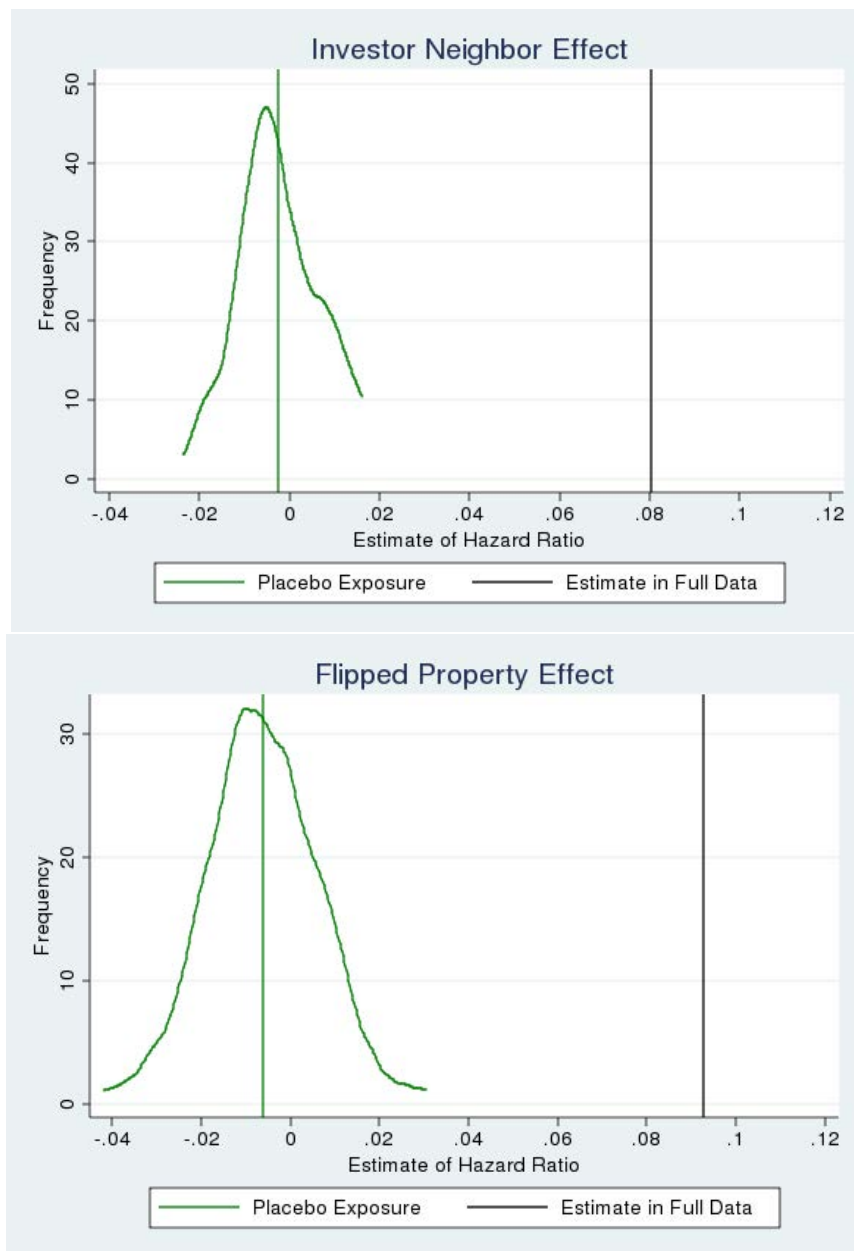 Investor Neighbor Effect
50
40
30
20
10
0
Frequency
-.04 -.02 0 .02 .04 .06 .08 .1 .12
Estimate of Hazard Ratio
Placebo Exposure Estimate in Full Data
Flipped Property Effect
30
20
10
0
Frequency
-.04 -.02 0 .02 .04 .06 .08 .1 .12
Estimate of Hazard Ratio
Placebo Exposure Estimate in Full Data